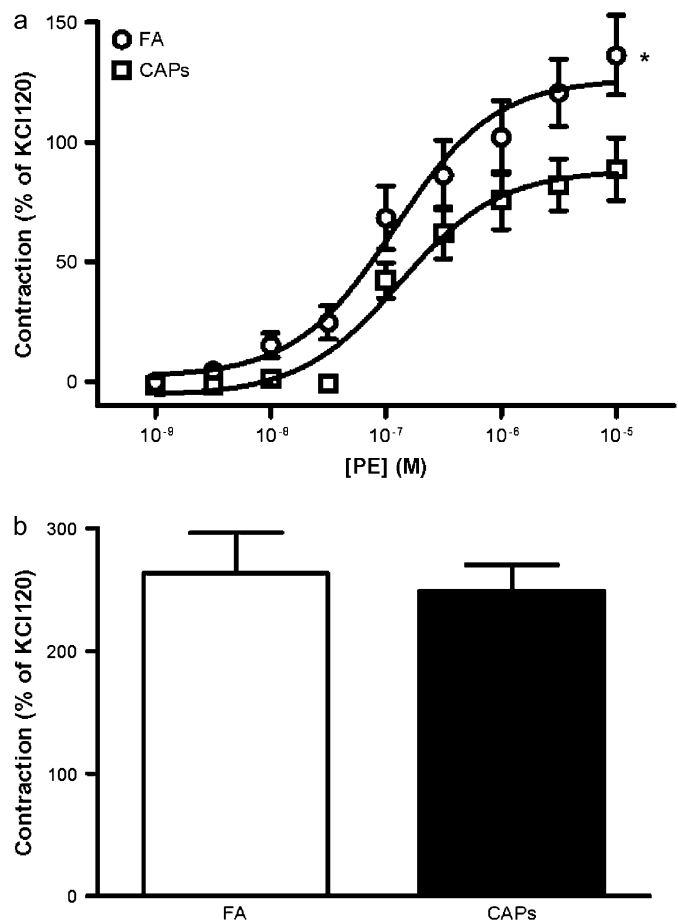 a
150
100
50
0
Contraction (% of KCl120)
FA
CAPs
*
10⁻⁹ 10⁻⁸ 10⁻⁷ 10⁻⁶ 10⁻⁵
[PE] (M)
b
300
200
100
0
Contraction (% of KCl120)
FA CAPs